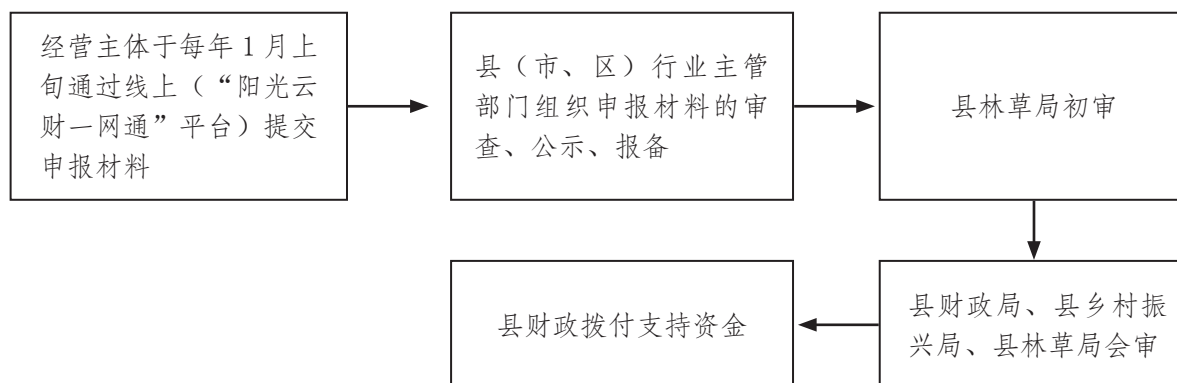 经营主体于每年1月上
旬通过线上（“阳光云
财一网通”平台）提交
申报材料
县（市、区）行业主管
部门组织申报材料的审
查、公示、报备
县林草局初审
县财政局、县乡村振
兴局、县林草局会审
县财政拨付支持资金